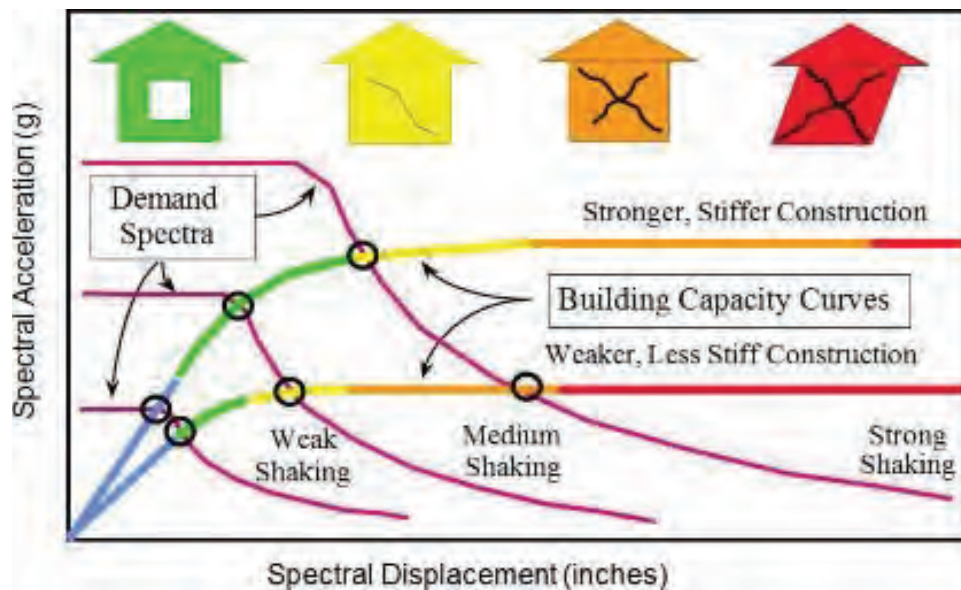 Spectral Acceleration (g)
Demand
Spectra
Stronger, Stiffer Construction
Building Capacity Curves
Weaker, Less Stiff Construction
Weak
Shaking
Medium
Shaking
Strong
Shaking
Spectral Displacement (inches)